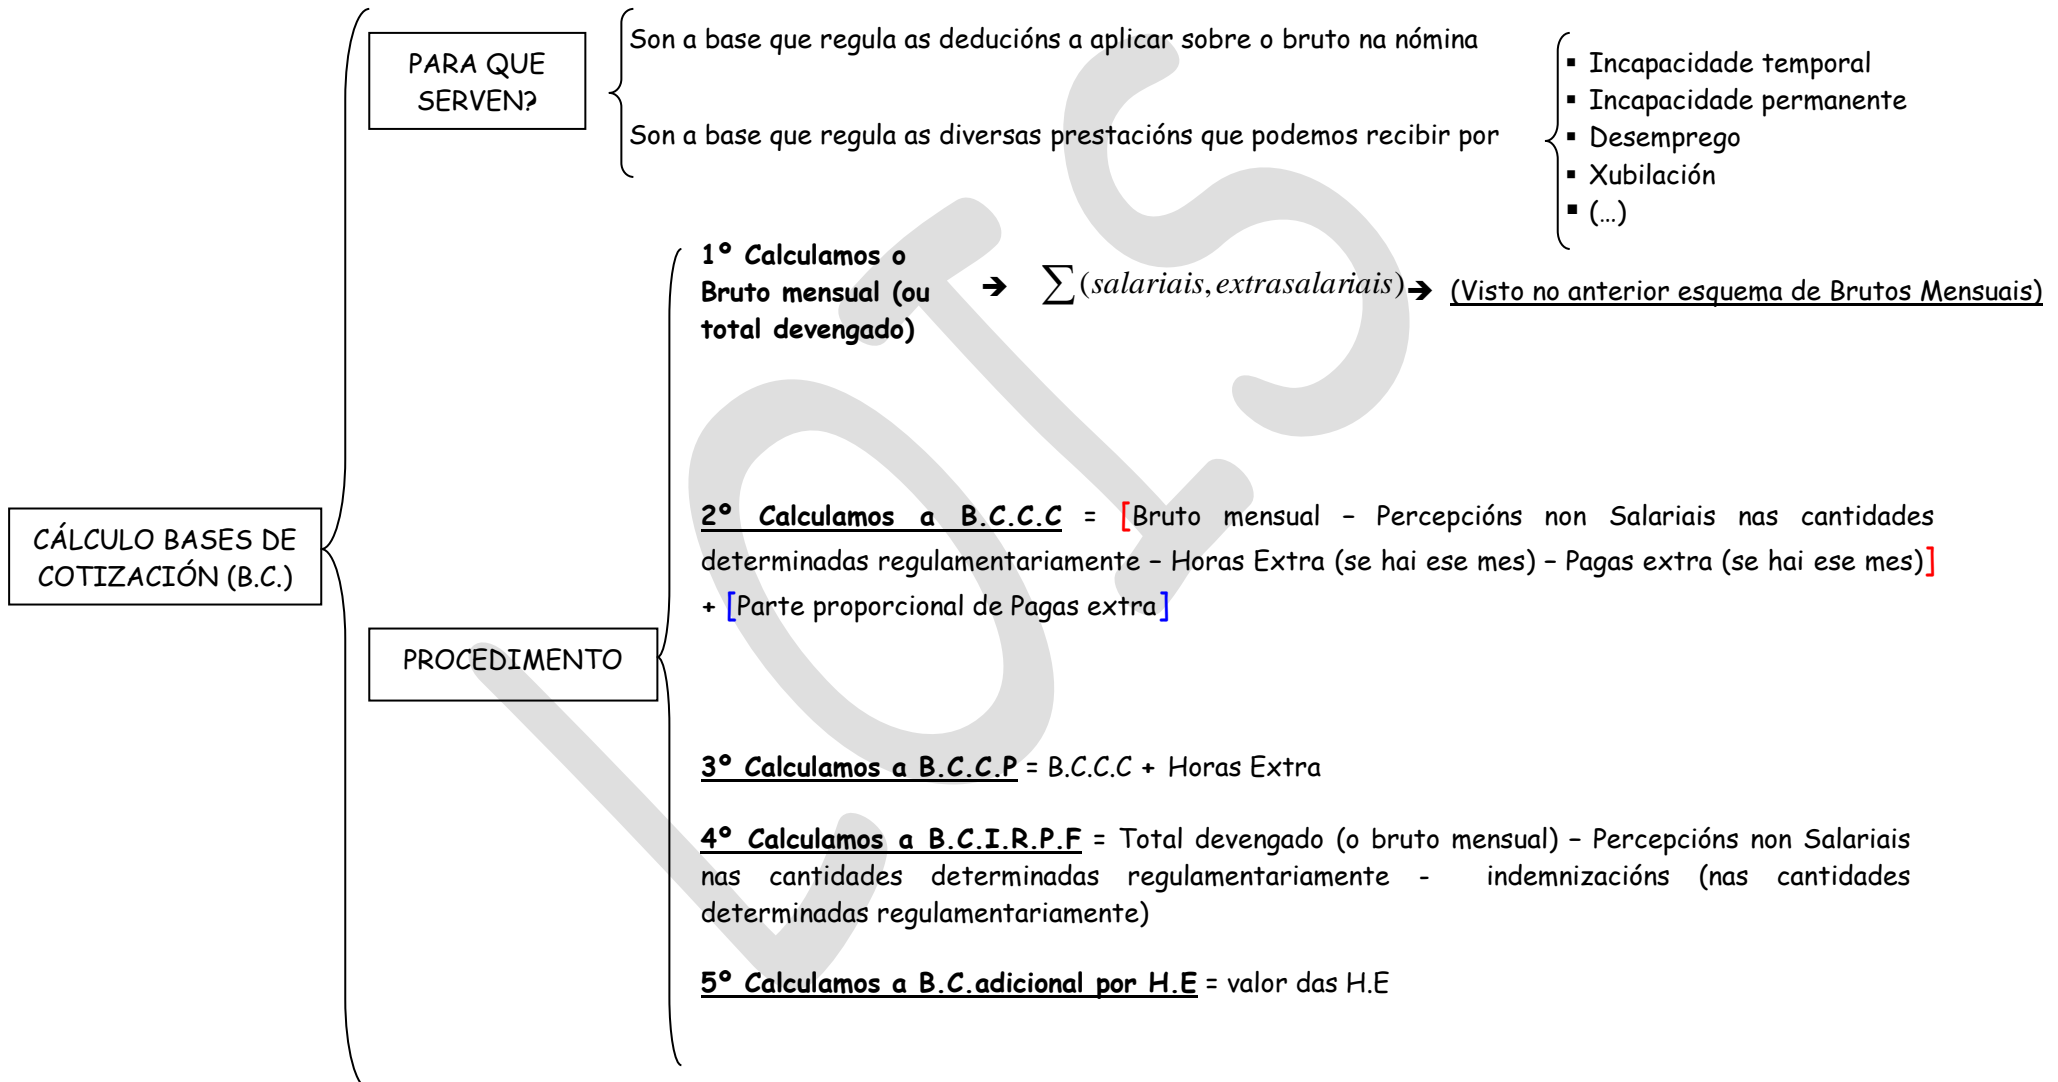 CÁLCULO BASES DE
COTIZACIÓN (B.C.)
PARA QUE
SERVEN?
Son a base que regula as deducións a aplicar sobre o bruto na nómina
Son a base que regula as diversas prestacións que podemos recibir por
▪ Incapacidade temporal
▪ Incapacidade permanente
▪ Desemprego
▪ Xubilación
▪ (…)
PROCEDIMENTO
1º Calculamos o
Bruto mensual (ou
total devengado)
➔ ∑(salariais, extrasalariais) ➔ (Visto no anterior esquema de Brutos Mensuais)
2º Calculamos a B.C.C.C = [Bruto mensual – Percepcións non Salariais nas cantidades
determinadas regulamentariamente – Horas Extra (se hai ese mes) – Pagas extra (se hai ese mes)]
+ [Parte proporcional de Pagas extra]
3º Calculamos a B.C.C.P = B.C.C.C + Horas Extra
4º Calculamos a B.C.I.R.P.F = Total devengado (o bruto mensual) – Percepcións non Salariais
nas cantidades determinadas regulamentariamente - indemnizacións (nas cantidades
determinadas regulamentariamente)
5º Calculamos a B.C.adicional por H.E = valor das H.E
LOIS